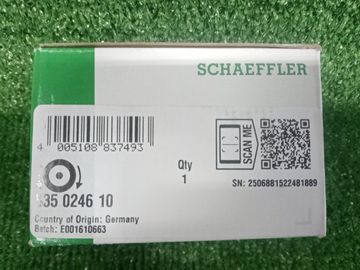 SCHAEFFLER
4 005108 837493
SCAN ME
Qty
1
SN: 2506881522481889
535 0246 10
Country of Origin: Germany
Batch: E001610663